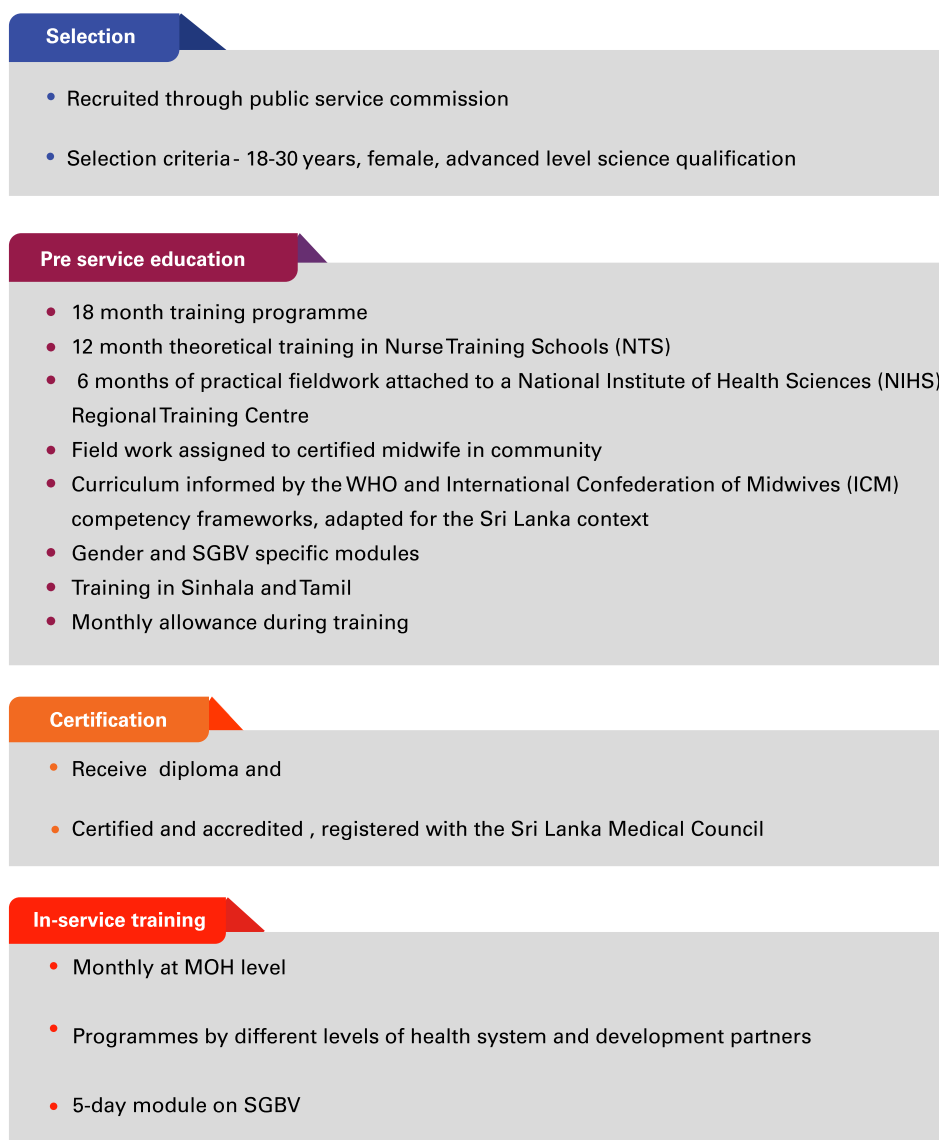 Selection
• Recruited through public service commission
• Selection criteria - 18-30 years, female, advanced level science qualification
Pre service education
• 18 month training programme
• 12 month theoretical training in Nurse Training Schools (NTS)
• 6 months of practical fieldwork attached to a National Institute of Health Sciences (NIHS)
Regional Training Centre
• Field work assigned to certified midwife in community
• Curriculum informed by the WHO and International Confederation of Midwives (ICM)
competency frameworks, adapted for the Sri Lanka context
• Gender and SGBV specific modules
• Training in Sinhala and Tamil
• Monthly allowance during training
Certification
• Receive diploma and
• Certified and accredited , registered with the Sri Lanka Medical Council
In-service training
• Monthly at MOH level
• Programmes by different levels of health system and development partners
• 5-day module on SGBV